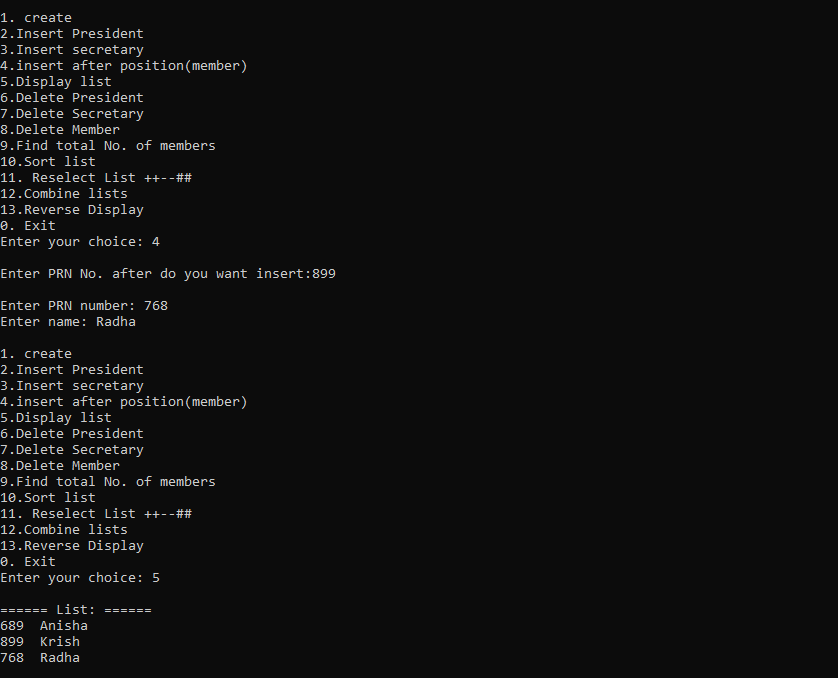 1. create
2.Insert President
3.Insert secretary
4.insert after position(member)
5.Display list
6.Delete President
7.Delete Secretary
8.Delete Member
9.Find total No. of members
10.Sort list
11. Reselect List ++--##
12.Combine lists
13.Reverse Display
0. Exit
Enter your choice: 4
Enter PRN No. after do you want insert:899
Enter PRN number: 768
Enter name: Radha
1. create
2.Insert President
3.Insert secretary
4.insert after position(member)
5.Display list
6.Delete President
7.Delete Secretary
8.Delete Member
9.Find total No. of members
10.Sort list
11. Reselect List ++--##
12.Combine lists
13.Reverse Display
0. Exit
Enter your choice: 5
====== List: ======
689  Anisha
899  Krish
768  Radha